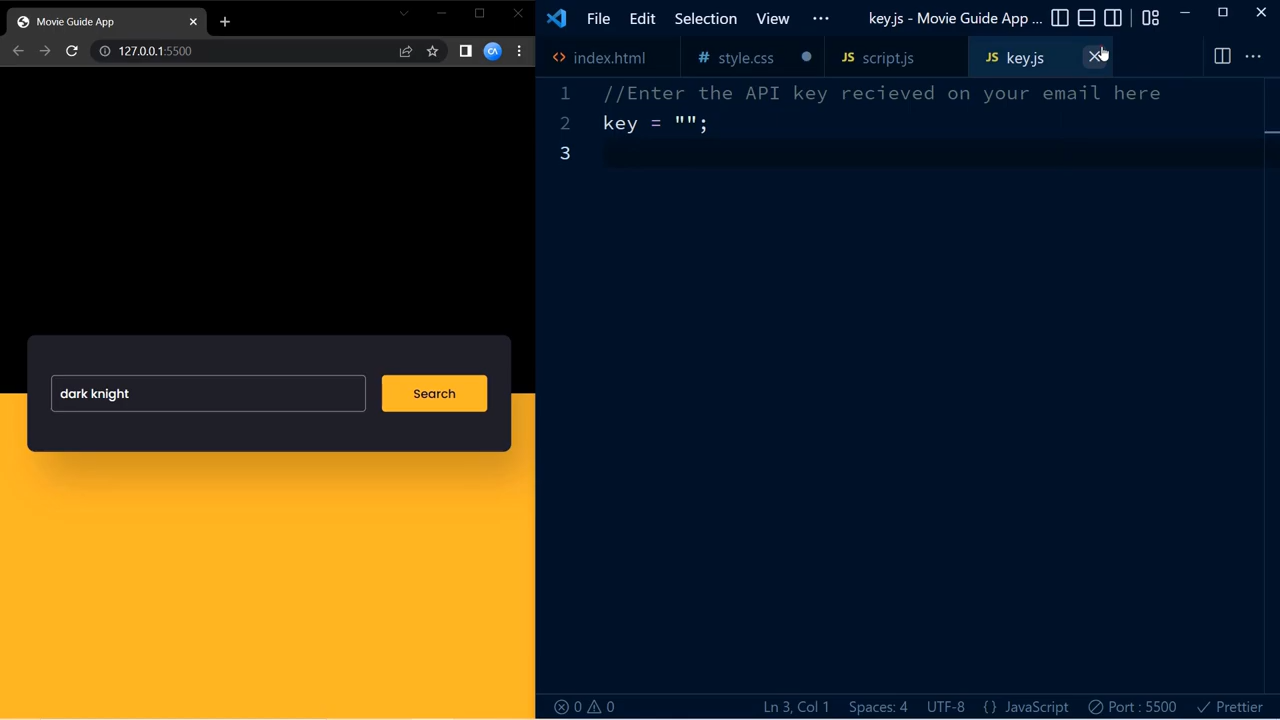 Movie Guide App
127.0.0.1:5500
dark knight
Search
File Edit Selection View ···
key.js - Movie Guide App ...
index.html
# style.css
JS script.js
JS key.js
1 //Enter the API key recieved on your email here
2 key = "";
3
0 0
Ln 3, Col 1
Spaces: 4
UTF-8
{ } JavaScript
Port : 5500
Prettier